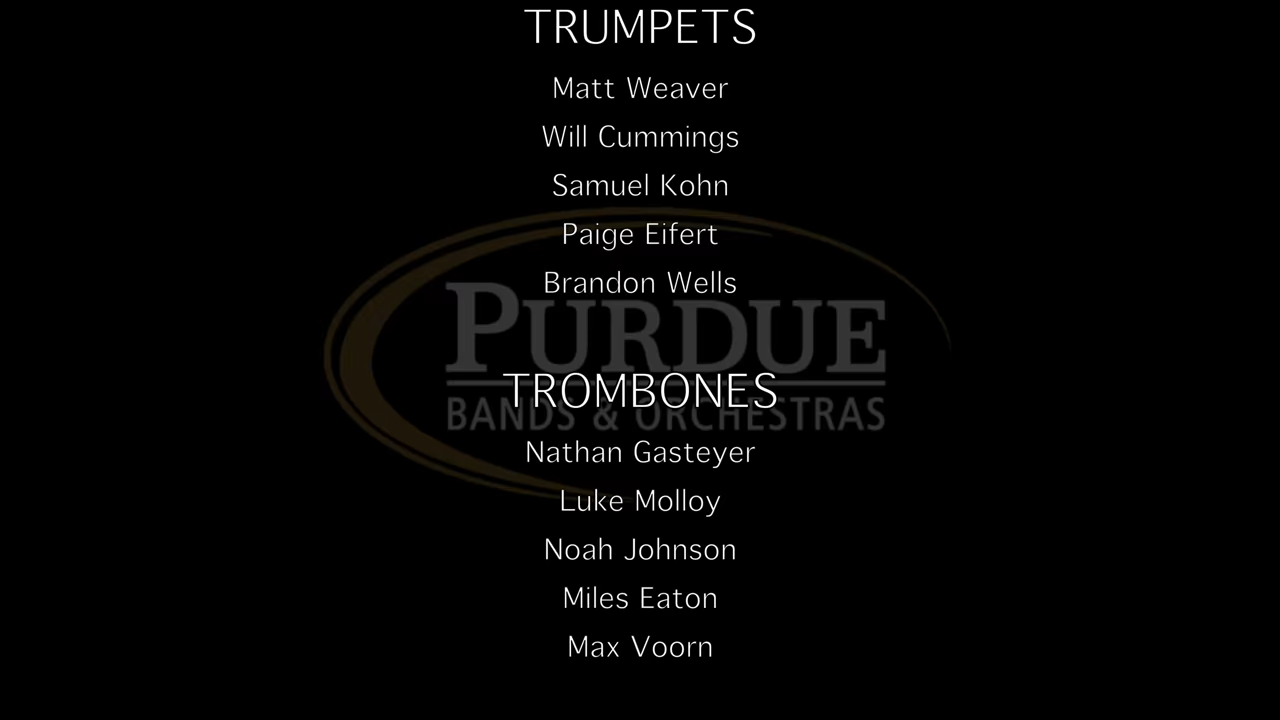 TRUMPETS
Matt Weaver
Will Cummings
Samuel Kohn
Paige Eifert
Brandon Wells
PURDUE
TROMBONES
BANDS & ORCHESTRAS
Nathan Gasteyer
Luke Molloy
Noah Johnson
Miles Eaton
Max Voorn